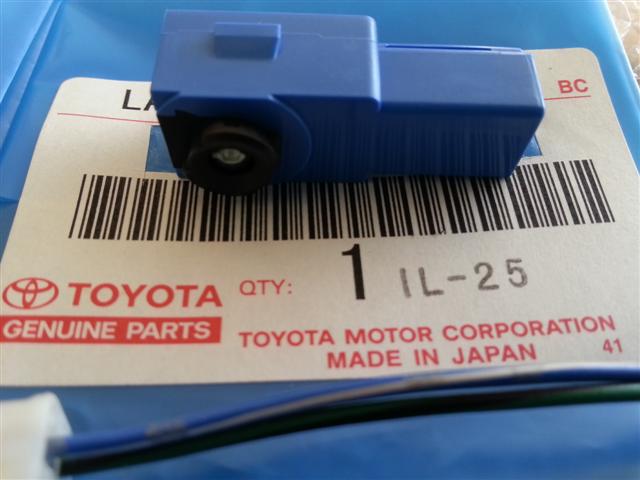 BC
QTY: 1 IL-25
TOYOTA
GENUINE PARTS
TOYOTA MOTOR CORPORATION
MADE IN JAPAN 41